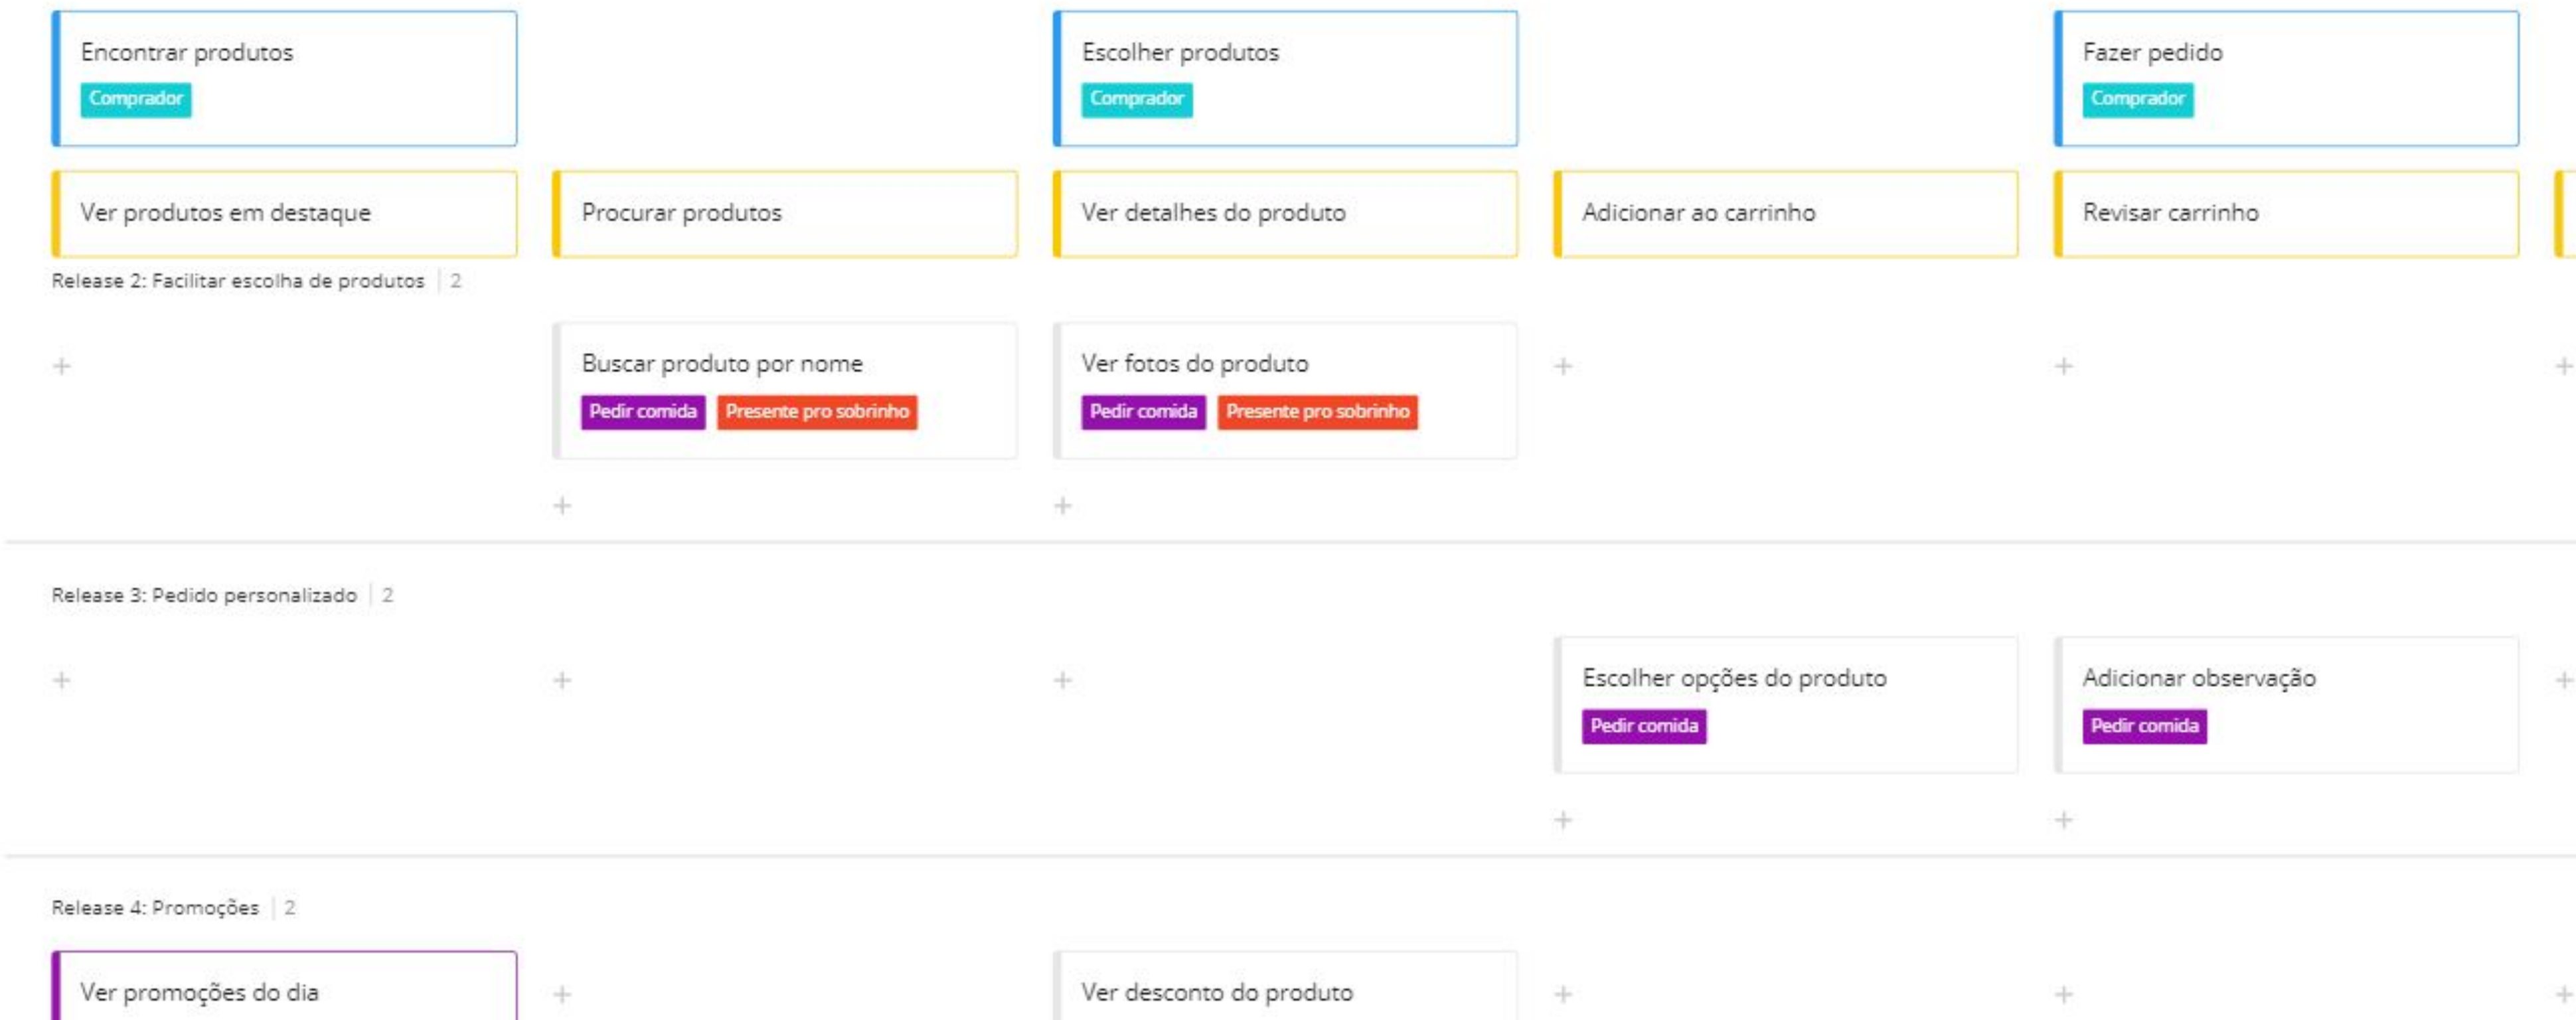 Encontrar produtos
Comprador
Escolher produtos
Comprador
Fazer pedido
Comprador
Ver produtos em destaque
Procurar produtos
Ver detalhes do produto
Adicionar ao carrinho
Revisar carrinho
Release 2: Facilitar escolha de produtos | 2
Buscar produto por nome
Pedir comida Presente pro sobrinho
Ver fotos do produto
Pedir comida Presente pro sobrinho
Release 3: Pedido personalizado | 2
Escolher opções do produto
Pedir comida
Adicionar observação
Pedir comida
Release 4: Promoções | 2
Ver promoções do dia
Ver desconto do produto